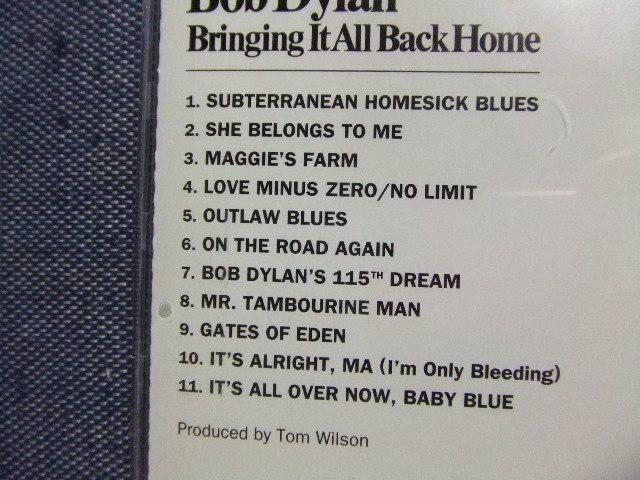 Bob Dylan
Bringing It All Back Home
1. SUBTERRANEAN HOMESICK BLUES
2. SHE BELONGS TO ME
3. MAGGIE'S FARM
4. LOVE MINUS ZERO/NO LIMIT
5. OUTLAW BLUES
6. ON THE ROAD AGAIN
7. BOB DYLAN'S 115TH DREAM
8. MR. TAMBOURINE MAN
9. GATES OF EDEN
10. IT'S ALRIGHT, MA (I'm Only Bleeding)
11. IT'S ALL OVER NOW, BABY BLUE
Produced by Tom Wilson